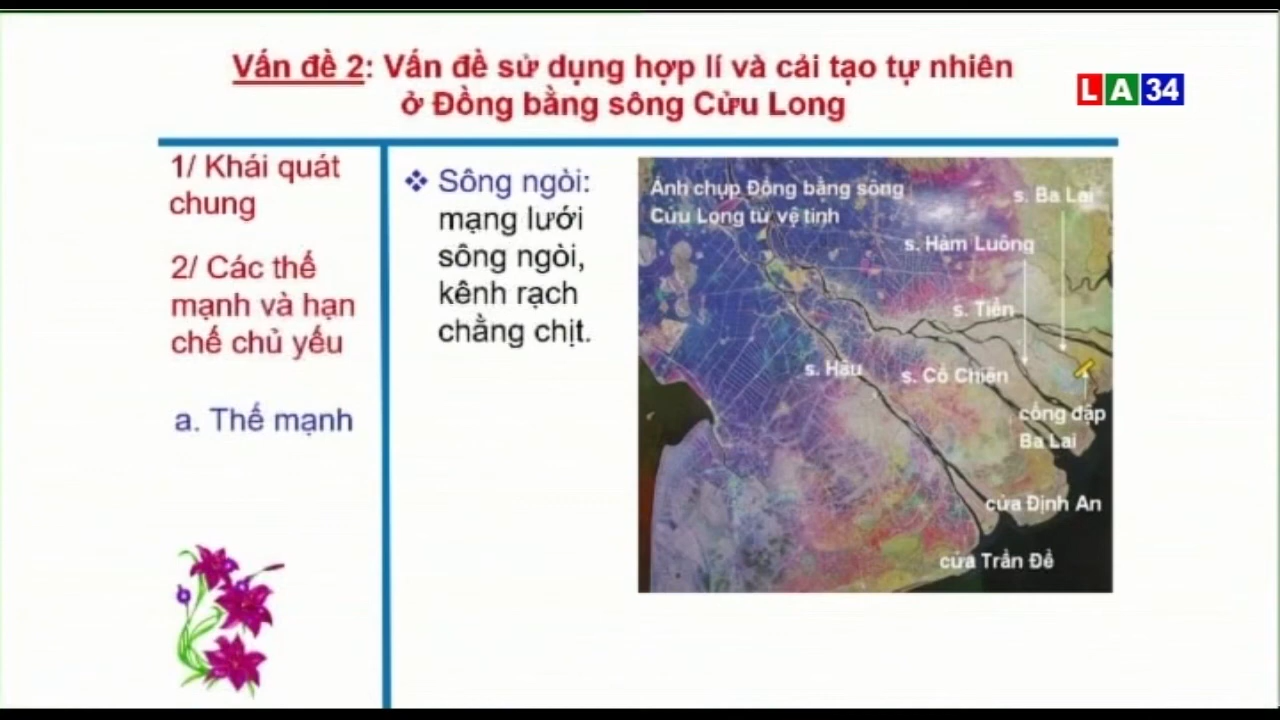 Vấn đề 2: Vấn đề sử dụng hợp lí và cải tạo tự nhiên
ở Đồng bằng sông Cửu Long
LA34
1/ Khái quát
chung
2/ Các thế
mạnh và hạn
chế chủ yếu
a. Thế mạnh
❖ Sông ngòi:
mạng lưới
sông ngòi,
kênh rạch
chằng chịt.
Ảnh chụp Đồng bằng sông
Cửu Long từ vệ tinh
s. Ba Lai
s. Hàm Luông
s. Tiền
s. Hậu
s. Cổ Chiên
cống đập
Ba Lai
cửa Định An
cửa Trần Đề